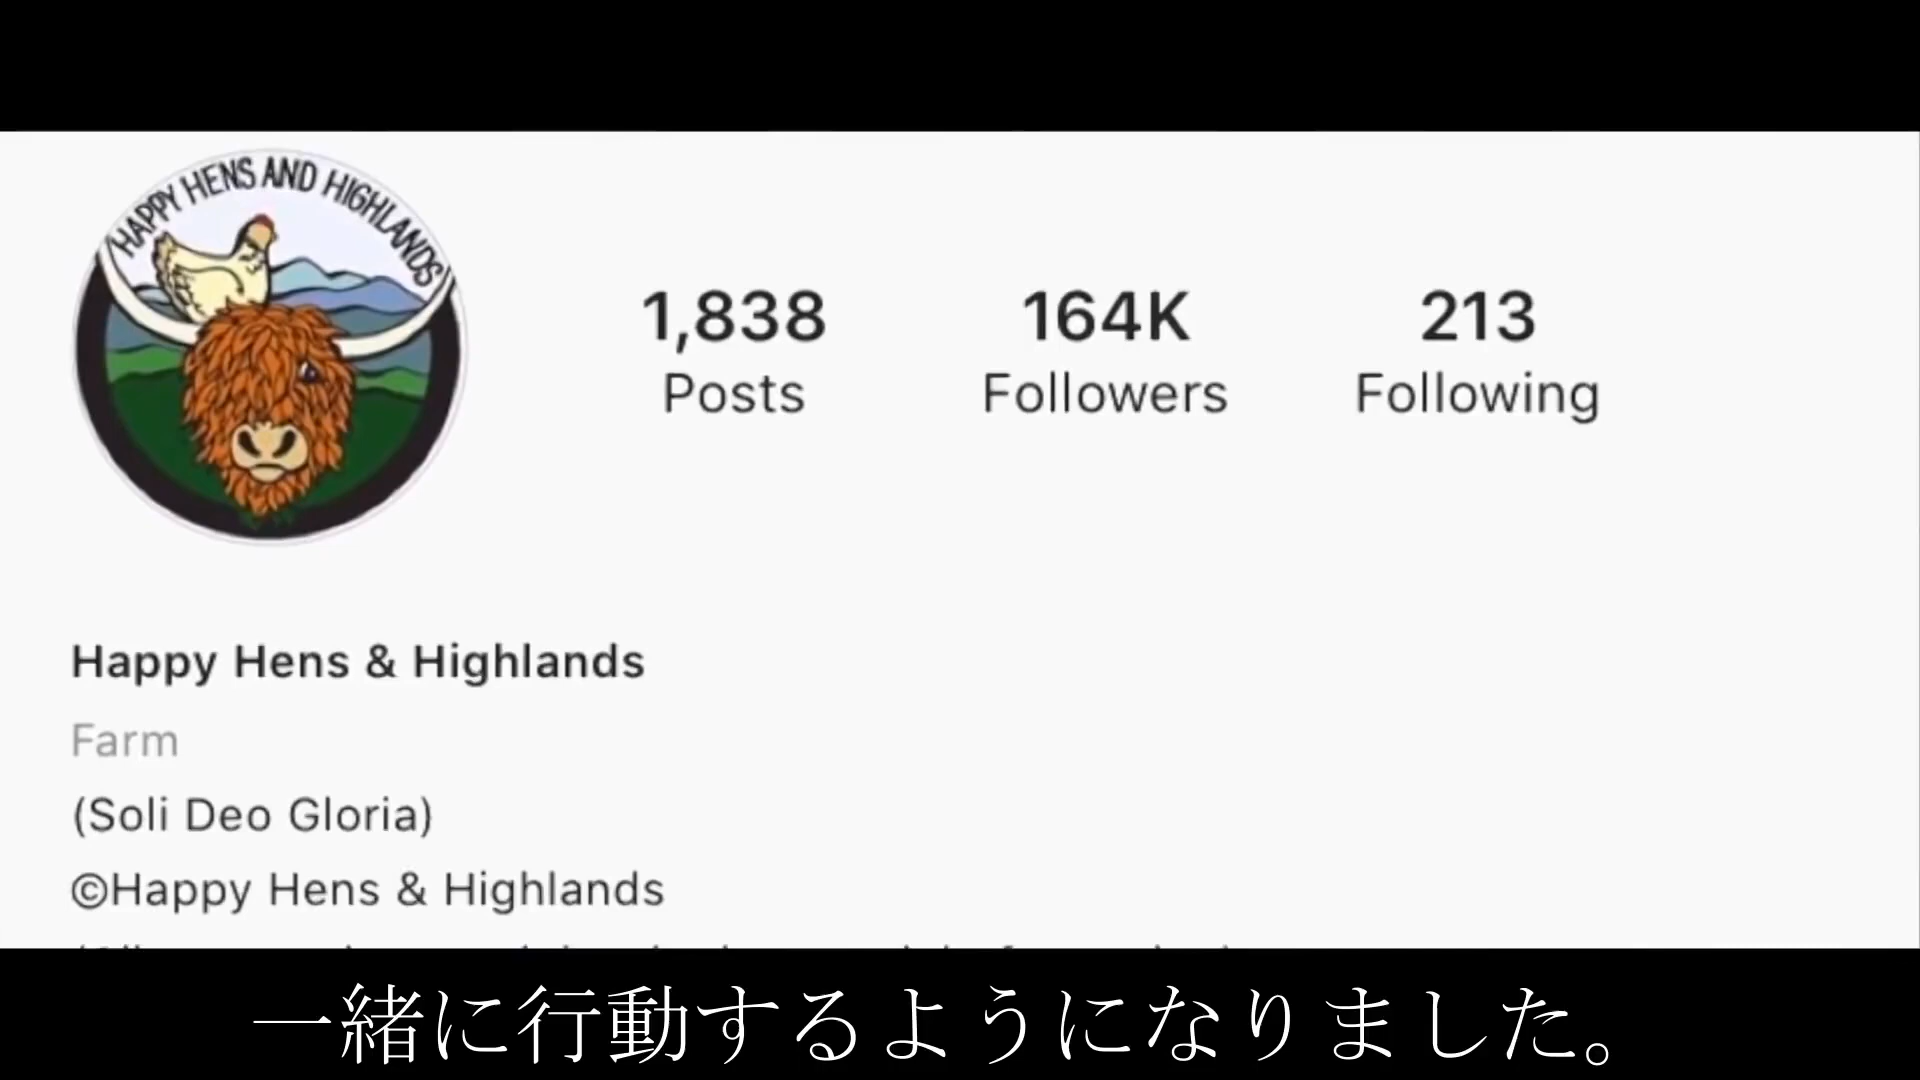 HAPPY HENS AND HIGHLANDS
1,838
Posts
164K
Followers
213
Following
Happy Hens & Highlands
Farm
(Soli Deo Gloria)
©Happy Hens & Highlands
一緒に行動するようになりました。